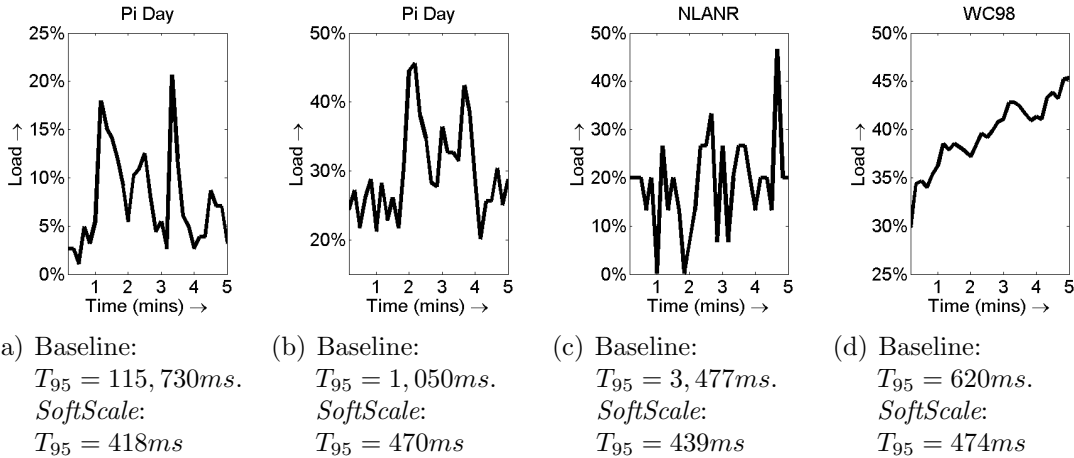 Pi Day
25%
20%
15%
10%
5%
0%
Load →
1 2 3 4 5
Time (mins) →
a) Baseline:
T95 = 115, 730ms.
SoftScale:
T95 = 418ms
Pi Day
50%
40%
30%
20%
Load →
1 2 3 4 5
Time (mins) →
(b) Baseline:
T95 = 1, 050ms.
SoftScale:
T95 = 470ms
NLANR
50%
40%
30%
20%
10%
0%
Load →
1 2 3 4 5
Time (mins) →
(c) Baseline:
T95 = 3, 477ms.
SoftScale:
T95 = 439ms
WC98
50%
45%
40%
35%
30%
25%
Load →
1 2 3 4 5
Time (mins) →
(d) Baseline:
T95 = 620ms.
SoftScale:
T95 = 474ms